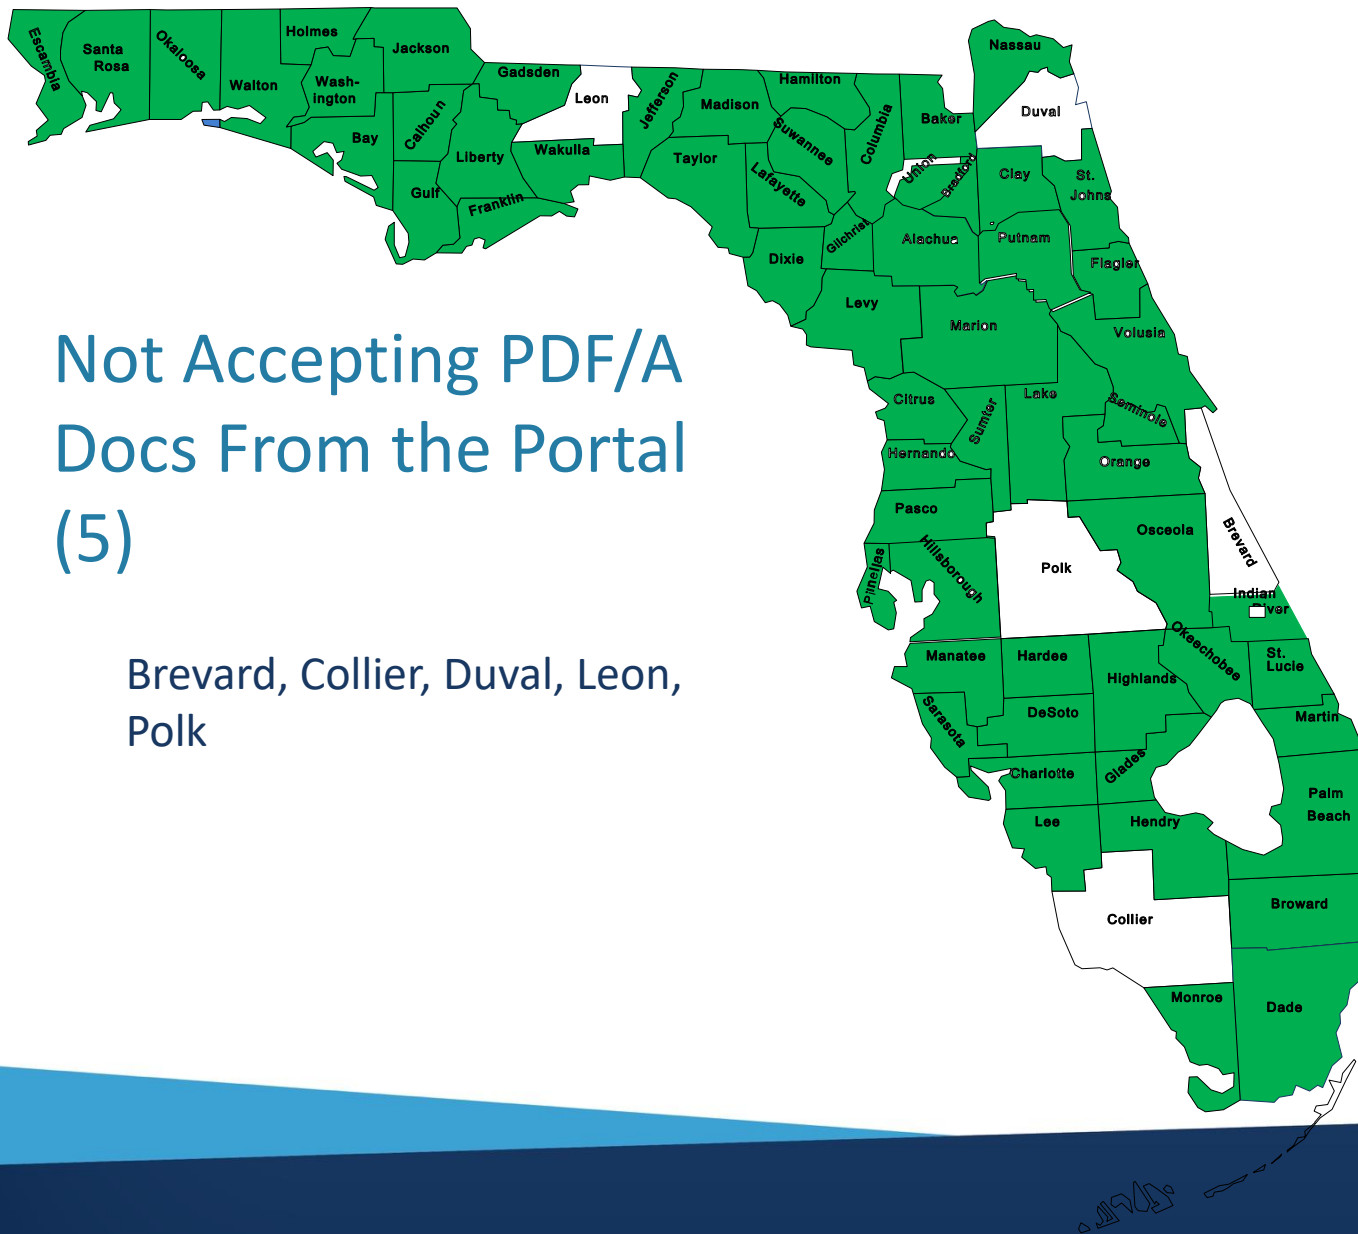 Not Accepting PDF/A
Docs From the Portal
(5)
Brevard, Collier, Duval, Leon,
Polk
Escambia
Santa
Rosa
Okaloosa
Walton
Holmes
Wash-
ington
Jackson
Bay
Calhoun
Gulf
Liberty
Franklin
Gadsden
Leon
Wakulla
Jefferson
Madison
Taylor
Hamilton
Suwannee
Lafayette
Dixie
Columbia
Gilchrist
Baker
Union
Bradford
Nassau
Duval
Clay
St.
Johns
Alachua
Putnam
Flagler
Levy
Marion
Volusia
Citrus
Sumter
Lake
Seminole
Hernando
Orange
Pasco
Pinellas
Hillsborough
Polk
Osceola
Brevard
Indian
iver
Manatee
Hardee
Highlands
Okeechobee
St.
Lucie
Sarasota
DeSoto
Martin
Charlotte
Glades
Lee
Hendry
Palm
Beach
Collier
Broward
Monroe
Dade